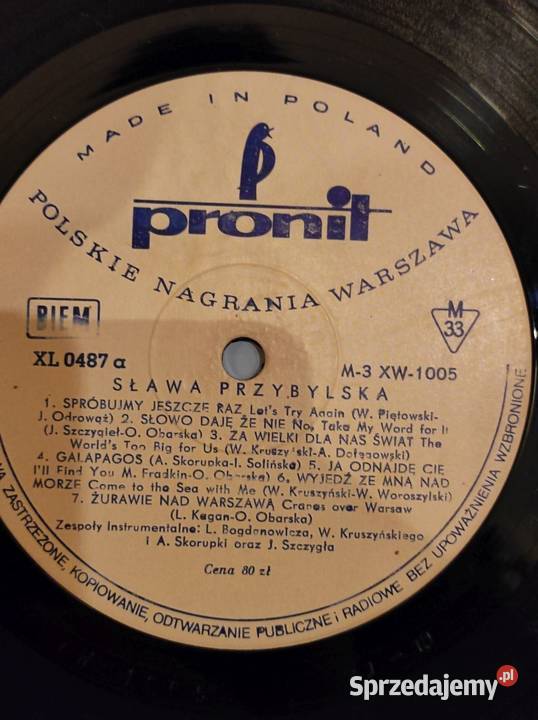 MADE IN POLAND
pronit
POLSKIE NAGRANIA WARSZAWA
BIEM
M
33
XL 0487 a
M-3 XW-1005
SŁAWA PRZYBYLSKA
1. SPRÓBUJMY JESZCZE RAZ Let's Try Again (W. Piętowski-
J. Odrowąż) 2. SŁOWO DAJĘ ŻE NIE No, Take My Word for It
(J. Szczygieł-O. Obarska) 3. ZA WIELKI DLA NAS ŚWIAT The
World's Too Big for Us (W. Kruszyński-A. Dołęgowski)
4. GALAPAGOS (A. Skorupka-I. Solińska) 5. JA ODNAJDĘ CIĘ
I'll Find You M. Fradkin-O. Obarska) 6. WYJEDŹ ZE MNĄ NAD
MORZE Come to the Sea with Me (W. Kruszyński-W. Woroszylski)
7. ŻURAWIE NAD WARSZAWĄ Cranes over Warsaw
(L. Kagan-O. Obarska)
Zespoły Instrumentalne: L. Bogdanowicza, W. Kruszyńskiego
i A. Skorupki oraz J. Szczygła
Cena 80 zł
ZASTRZEŻONE, KOPIOWANIE, ODTWARZANIE PUBLICZNE i RADIOWE BEZ UPOWAŻNIENIA WZBRONIONE
Sprzedajemy.pl